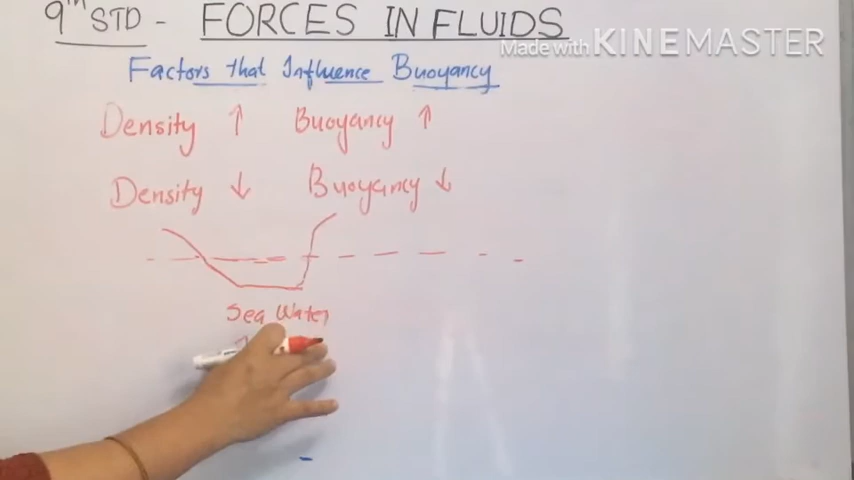 9th STD - FORCES IN FLUIDS
Made with KINEMASTER
Factors that Influence Buoyancy
Density ↑ Buoyancy ↑
Density ↓ Buoyancy ↓
Sea Water